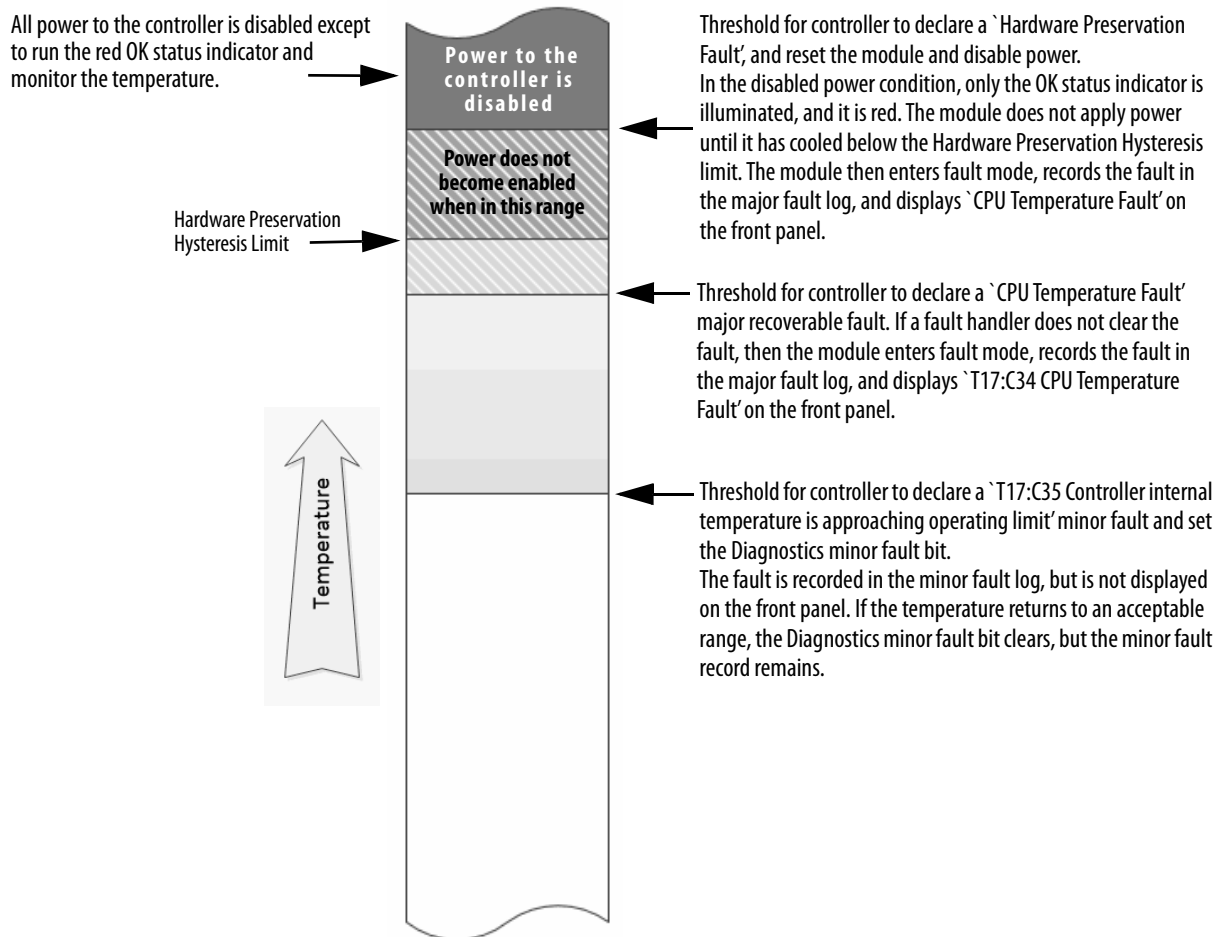 All power to the controller is disabled except
to run the red OK status indicator and
monitor the temperature.
Power to the
controller is
disabled
Threshold for controller to declare a `Hardware Preservation
Fault’, and reset the module and disable power.
In the disabled power condition, only the OK status indicator is
illuminated, and it is red. The module does not apply power
until it has cooled below the Hardware Preservation Hysteresis
limit. The module then enters fault mode, records the fault in
the major fault log, and displays `CPU Temperature Fault’ on
the front panel.
Power does not
become enabled
when in this range
Hardware Preservation
Hysteresis Limit
Threshold for controller to declare a `CPU Temperature Fault’
major recoverable fault. If a fault handler does not clear the
fault, then the module enters fault mode, records the fault in
the major fault log, and displays `T17:C34 CPU Temperature
Fault’ on the front panel.
Temperature
Threshold for controller to declare a `T17:C35 Controller internal
temperature is approaching operating limit’ minor fault and set
the Diagnostics minor fault bit.
The fault is recorded in the minor fault log, but is not displayed
on the front panel. If the temperature returns to an acceptable
range, the Diagnostics minor fault bit clears, but the minor fault
record remains.